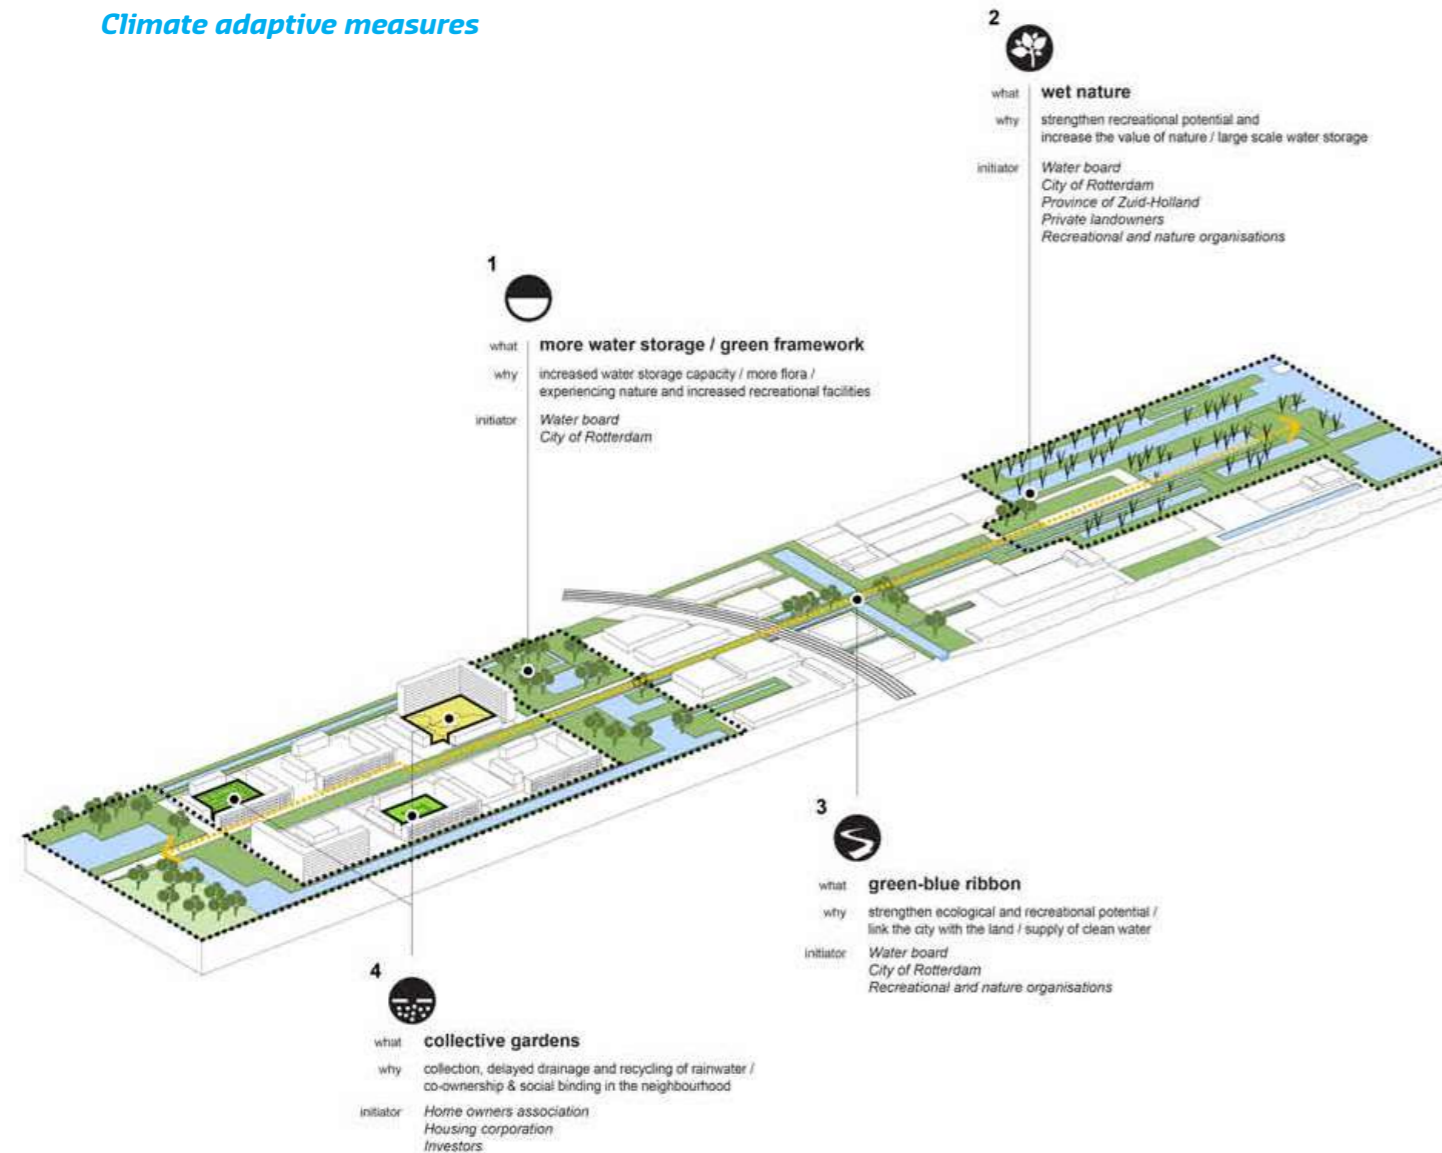 Climate adaptive measures
2
what wet nature
why strengthen recreational potential and
increase the value of nature / large scale water storage
initiator Water board
City of Rotterdam
Province of Zuid-Holland
Private landowners
Recreational and nature organisations
1
what more water storage / green framework
why increased water storage capacity / more flora /
experiencing nature and increased recreational facilities
initiator Water board
City of Rotterdam
3
what green-blue ribbon
why strengthen ecological and recreational potential /
link the city with the land / supply of clean water
initiator Water board
City of Rotterdam
Recreational and nature organisations
4
what collective gardens
why collection, delayed drainage and recycling of rainwater /
co-ownership & social binding in the neighbourhood
initiator Home owners association
Housing corporation
Investors